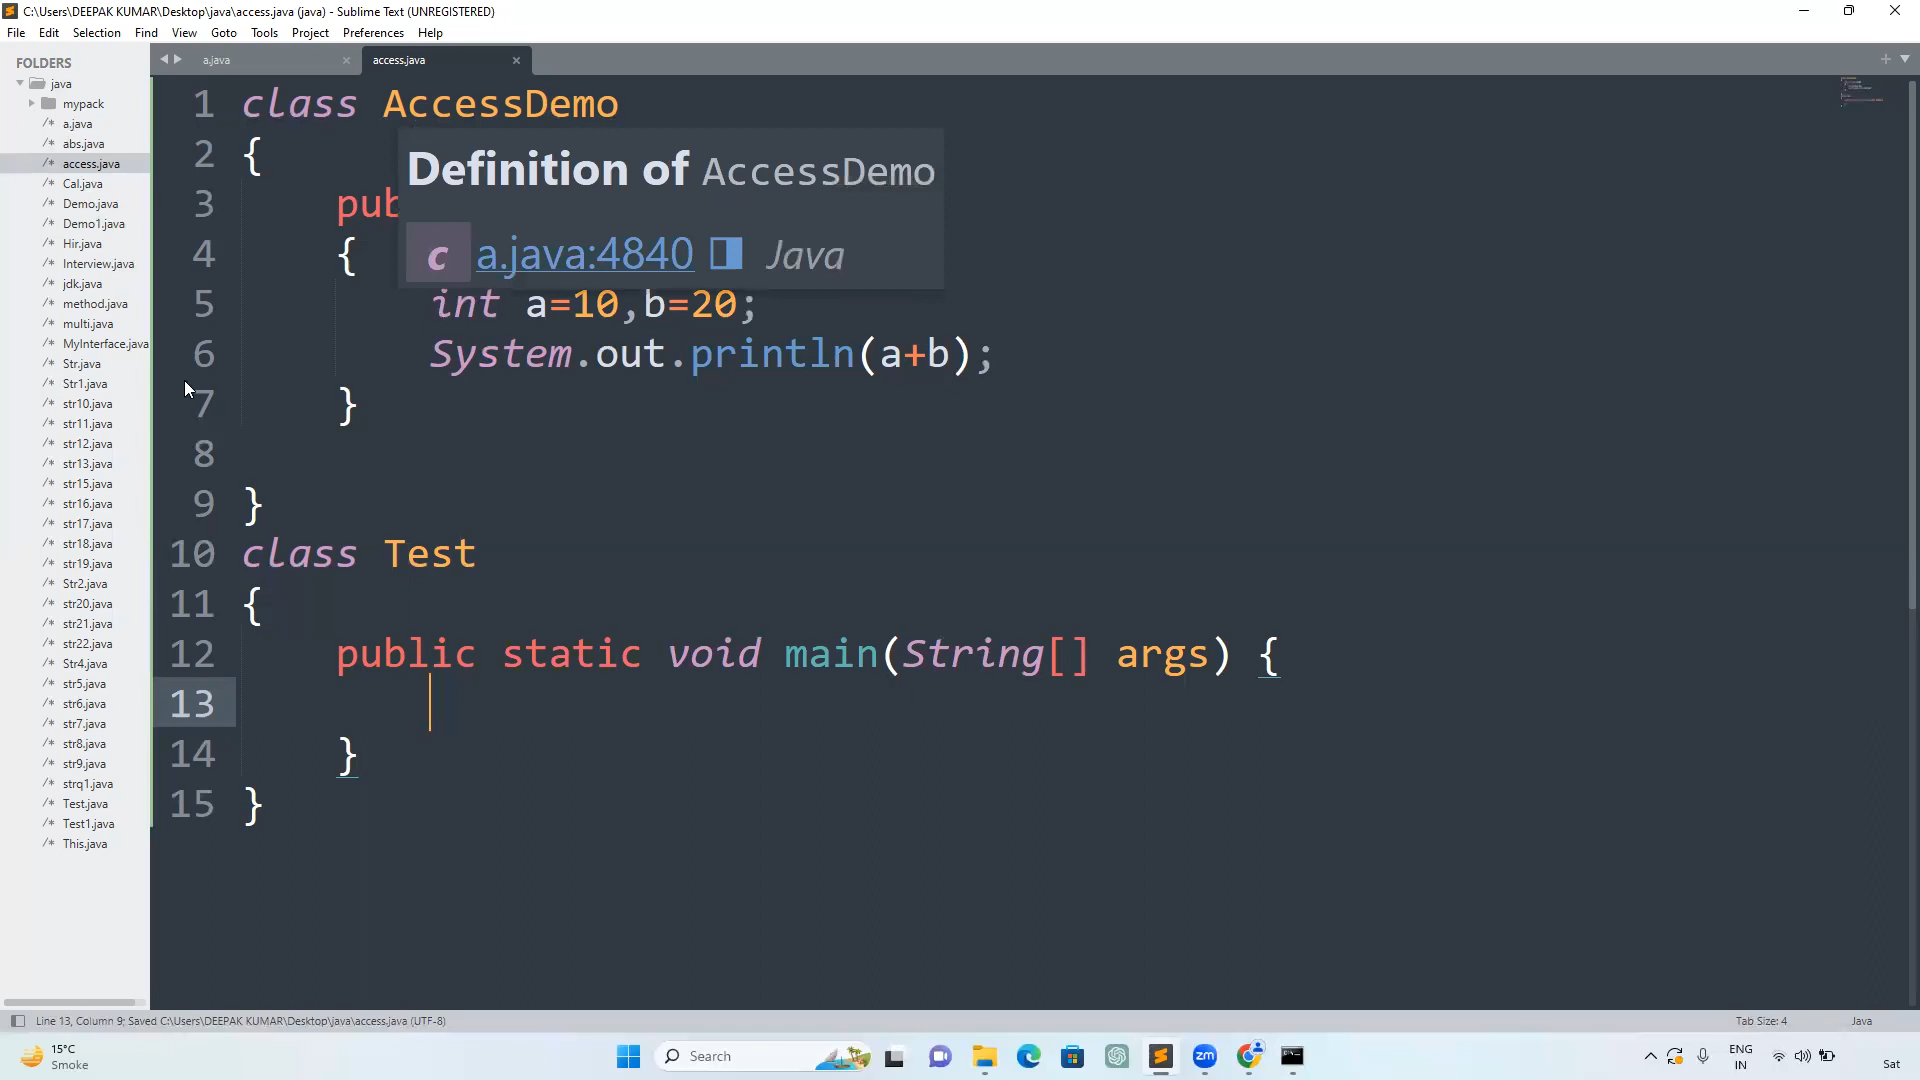 C:\Users\DEEPAK KUMAR\Desktop\java\access.java (java) - Sublime Text (UNREGISTERED)
File Edit Selection Find View Goto Tools Project Preferences Help
FOLDERS
java
mypack
/* a.java
/* abs.java
/* access.java
/* Cal.java
/* Demo.java
/* Demo1.java
/* Hir.java
/* Interview.java
/* jdk.java
/* method.java
/* multi.java
/* MyInterface.java
/* Str.java
/* Str1.java
/* str10.java
/* str11.java
/* str12.java
/* str13.java
/* str15.java
/* str16.java
/* str17.java
/* str18.java
/* str19.java
/* Str2.java
/* str20.java
/* str21.java
/* str22.java
/* Str4.java
/* str5.java
/* str6.java
/* str7.java
/* str8.java
/* str9.java
/* strq1.java
/* Test.java
/* Test1.java
/* This.java
a.java
access.java
1 class AccessDemo
2 {
3 pub
4 {
5 int a=10,b=20;
6 System.out.println(a+b);
7 }
8
9 }
10 class Test
11 {
12 public static void main(String[] args) {
13
14 }
15 }
Definition of AccessDemo
c a.java:4840 Java
Line 13, Column 9; Saved C:\Users\DEEPAK KUMAR\Desktop\java\access.java (UTF-8)
Tab Size: 4
Java
15°C
Smoke
Search
zm
ENG
IN
Sat